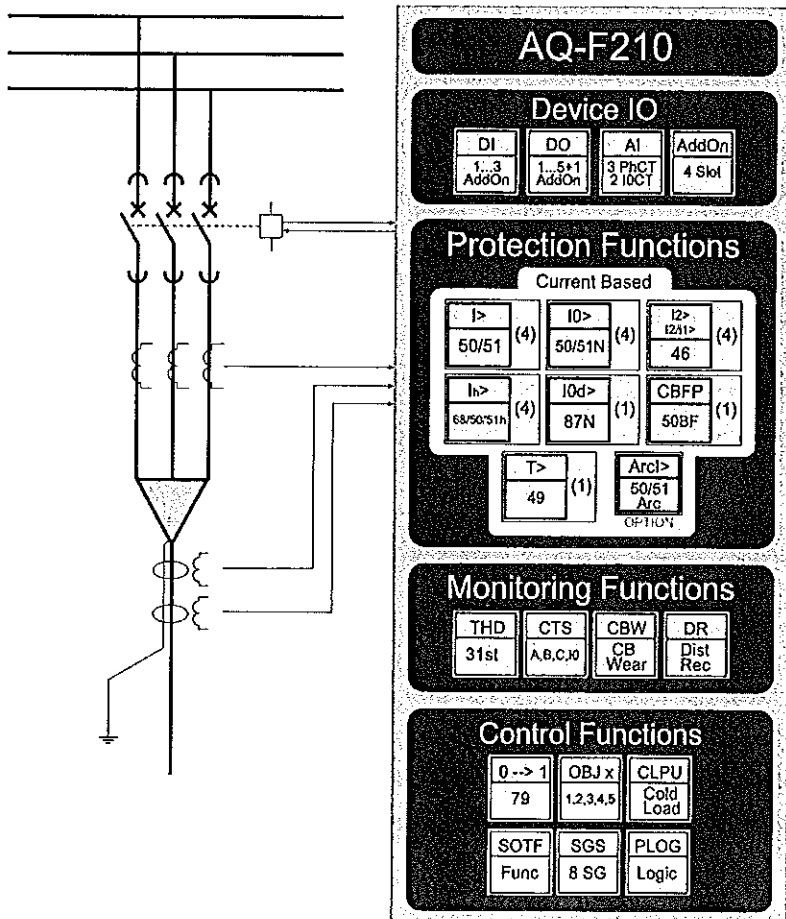 AQ-F210
Device IO
DI DO AI AddOn
1...3 AddOn 1...5+1 AddOn 3 PhCT 2 I0CT 4 Slot
Protection Functions
Current Based
I> I0> I2> I2/I1>
50/51 (4) 50/51N (4) 46 (4)
Ih> I0d> CBFP
68/50/51h (4) 87N (1) 50BF (1)
T> ArcI>
49 (1) 50/51 Arc
OPTION
Monitoring Functions
THD CTS CBW DR
31st A,B,C,I0 CB Wear Dist Rec
Control Functions
0 --> 1 OBJ x CLPU
79 1,2,3,4,5 Cold Load
SOTF SGS PLOG
Func 8 SG Logic